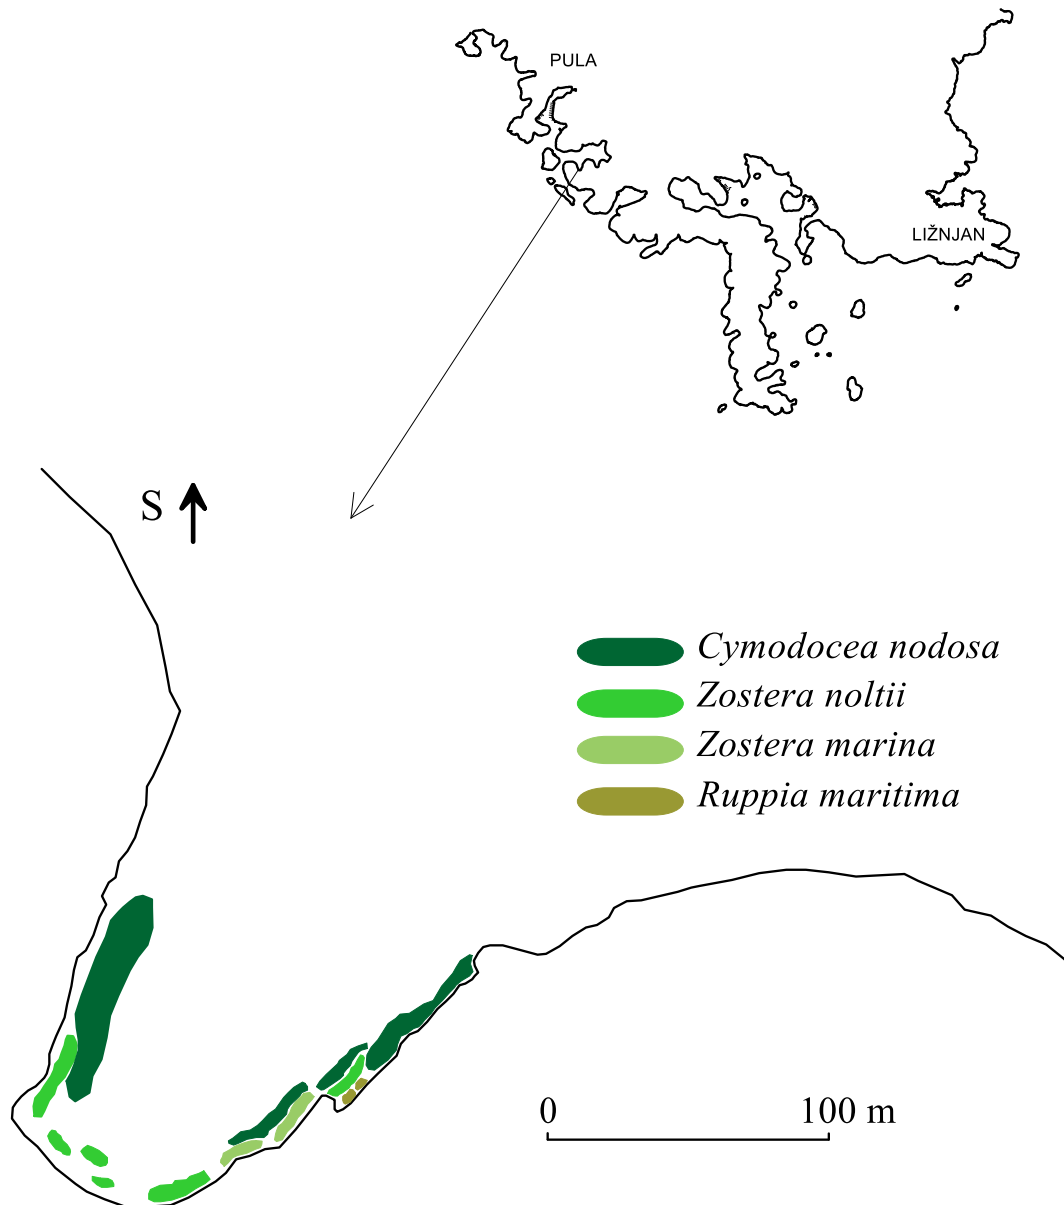 PULA
LIŽNJAN
S
Cymodocea nodosa
Zostera noltii
Zostera marina
Ruppia maritima
0 100 m